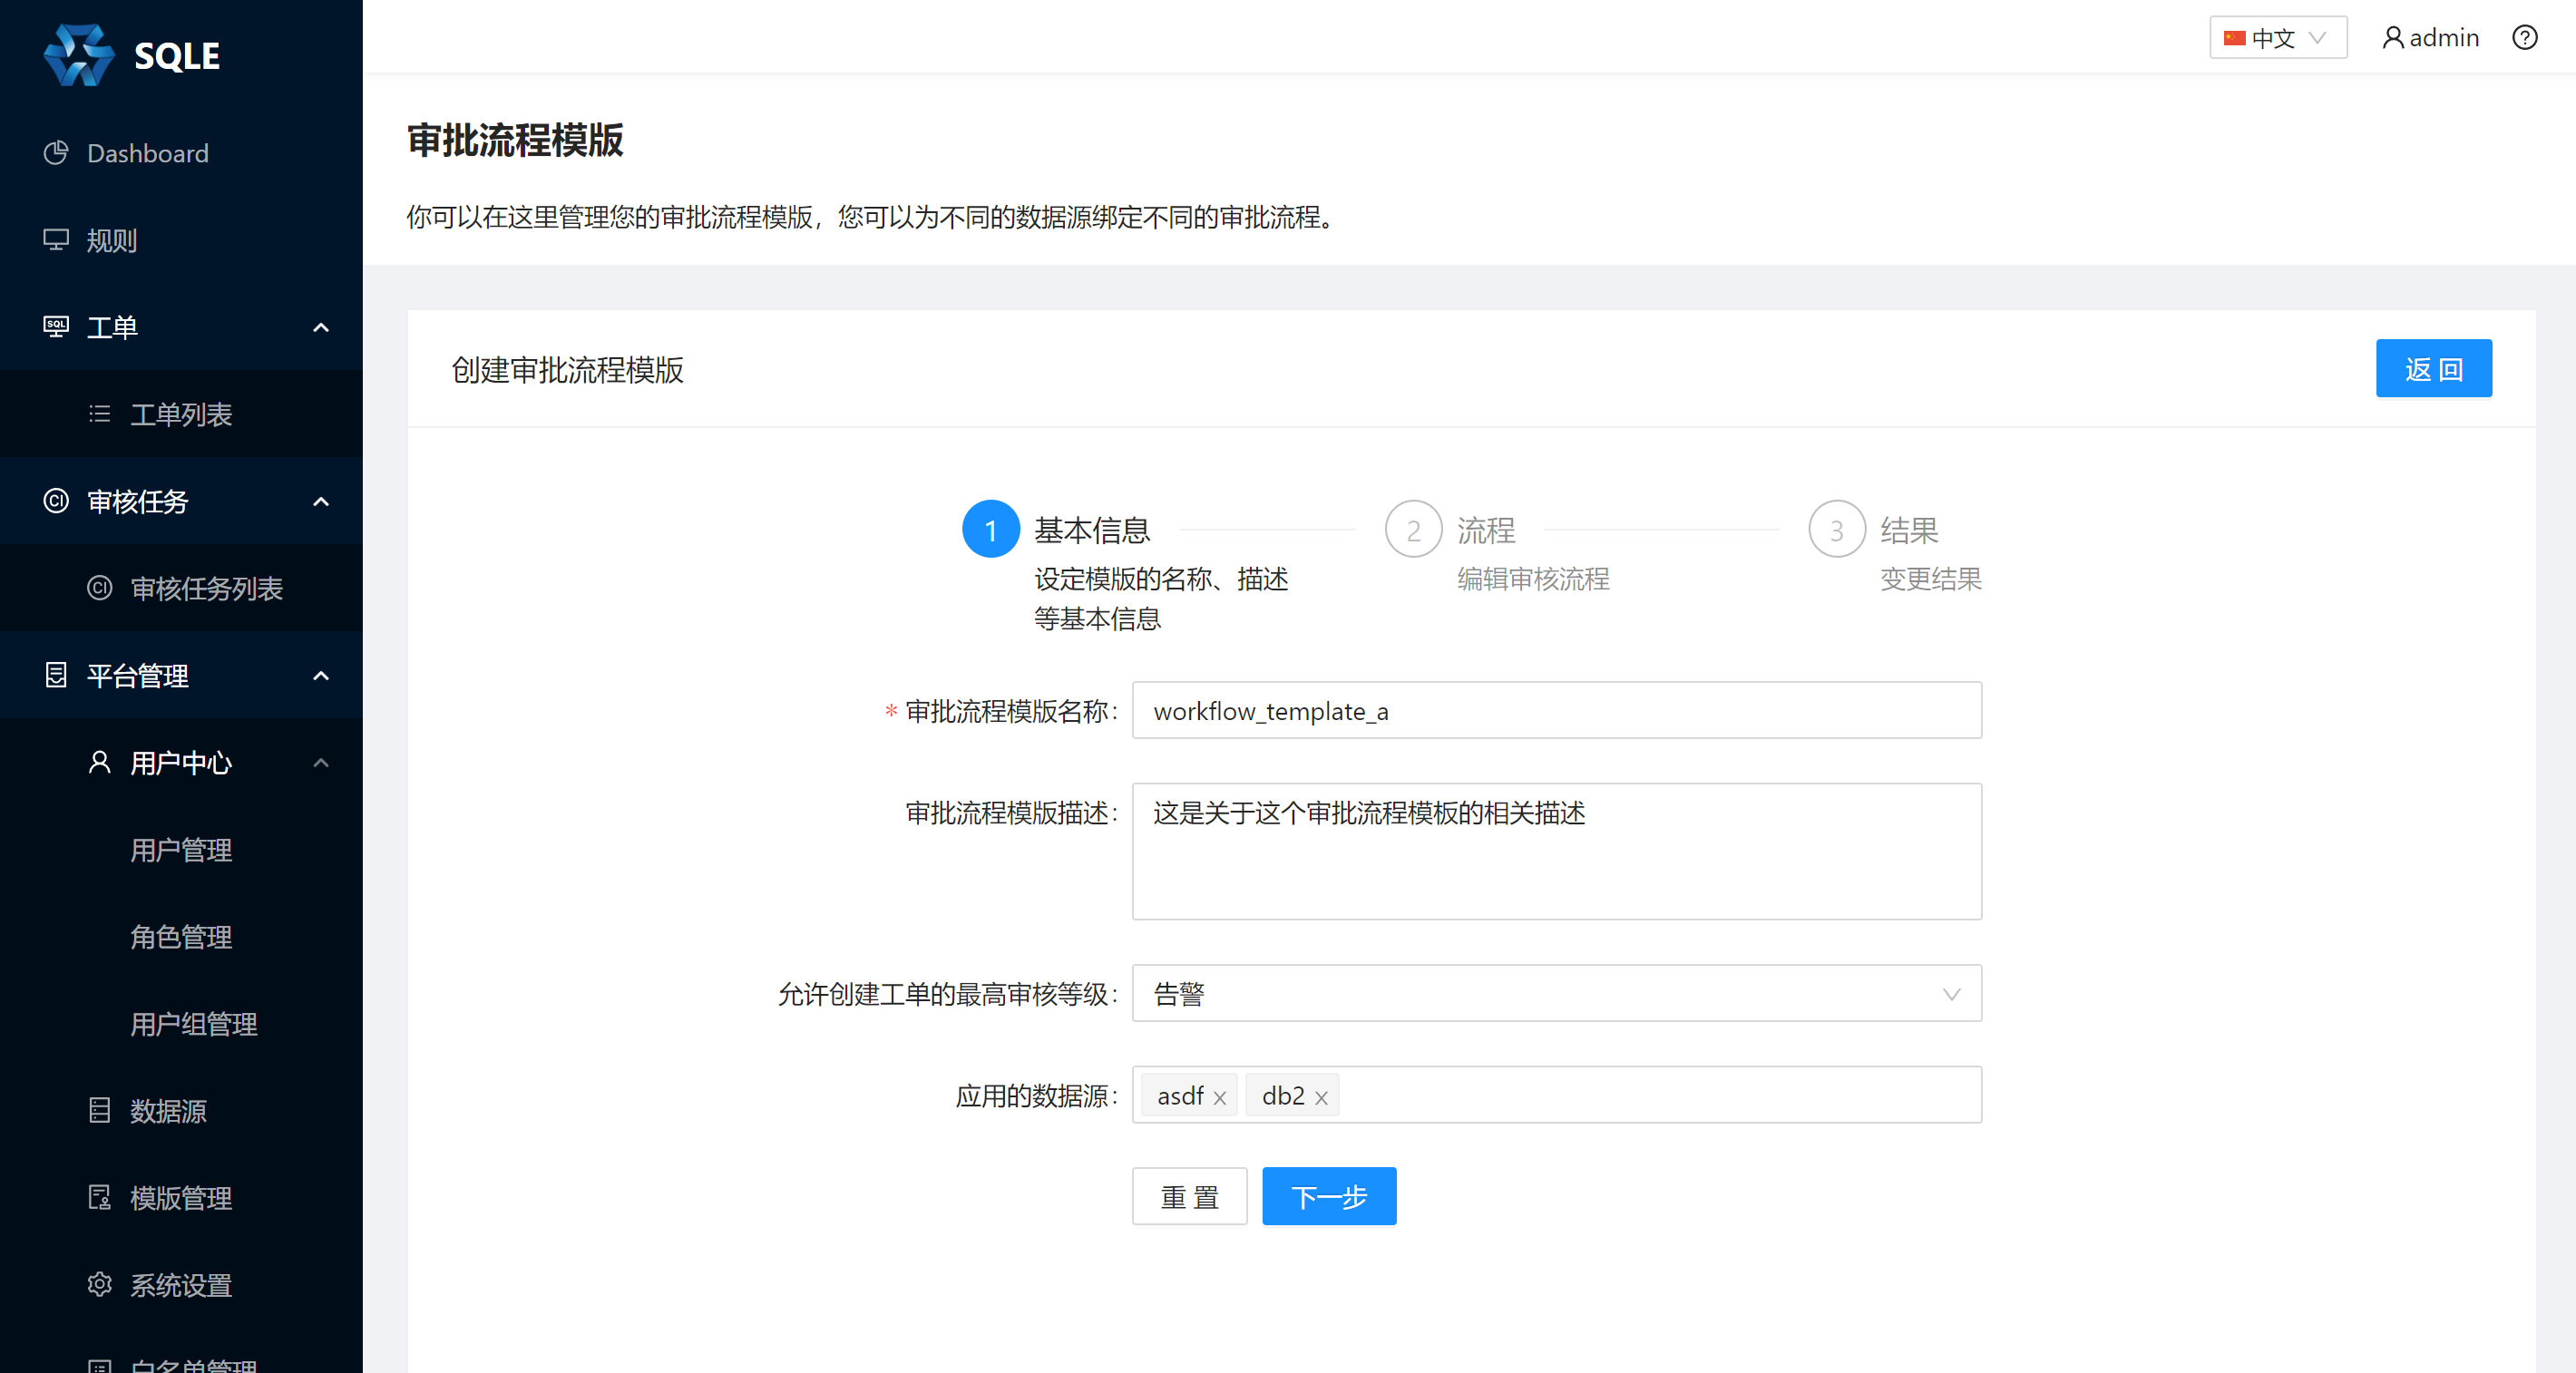 SQLE
中文
admin
Dashboard
规则
工单
工单列表
审核任务
审核任务列表
平台管理
用户中心
用户管理
角色管理
用户组管理
数据源
模版管理
系统设置
白名单管理
审批流程模版
你可以在这里管理您的审批流程模版，您可以为不同的数据源绑定不同的审批流程。
创建审批流程模版
返 回
1 基本信息
设定模版的名称、描述
等基本信息
2 流程
编辑审核流程
3 结果
变更结果
* 审批流程模版名称: workflow_template_a
审批流程模版描述: 这是关于这个审批流程模板的相关描述
允许创建工单的最高审核等级: 告警
应用的数据源: asdf x db2 x
重 置 下一步